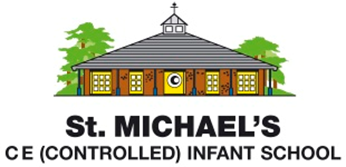 St. MICHAEL'S
C E (CONTROLLED) INFANT SCHOOL